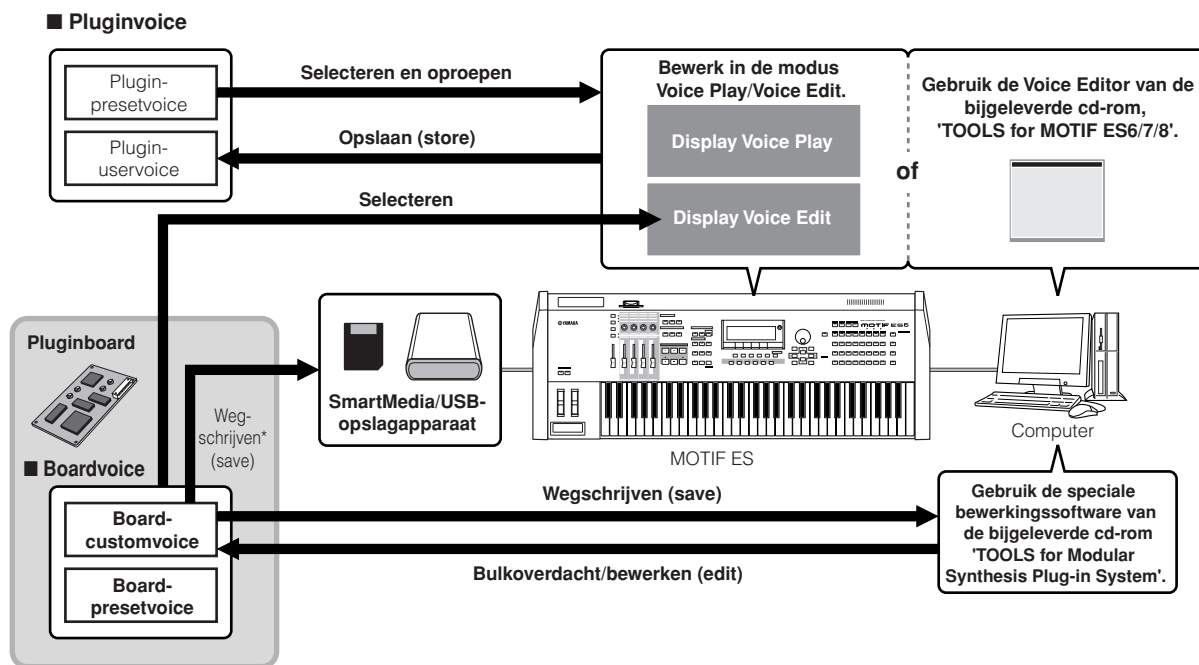 ■ Pluginvoice
Plugin-
presetvoice
Plugin-
uservoice
Selecteren en oproepen
Opslaan (store)
Selecteren
Bewerk in de modus
Voice Play/Voice Edit.
Display Voice Play
Display Voice Edit
of
Gebruik de Voice Editor van de
bijgeleverde cd-rom,
'TOOLS for MOTIF ES6/7/8'.
Pluginboard
Weg-
schrijven*
(save)
SmartMedia/USB-
opslagapparaat
YAMAHA
MOTIF ES6
MOTIF ES
Computer
■ Boardvoice
Board-
customvoice
Board-
presetvoice
Wegschrijven (save)
Bulkoverdacht/bewerken (edit)
Gebruik de speciale
bewerkingssoftware van
de bijgeleverde cd-rom
'TOOLS for Modular
Synthesis Plug-in System'.